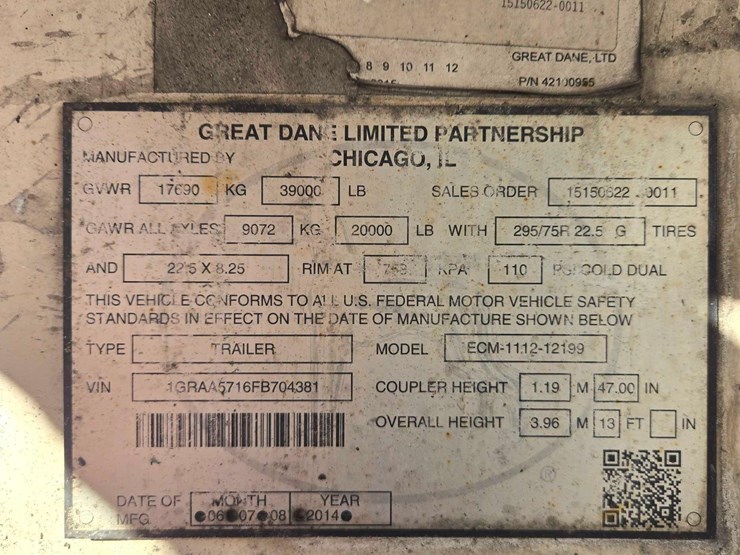 15150622-0011
8 9 10 11 12
GREAT DANE, LTD
P/N 42100955
GREAT DANE LIMITED PARTNERSHIP
MANUFACTURED BY CHICAGO, IL
GVWR 17690 KG 39000 LB SALES ORDER 15150622 0011
GAWR ALL AXLES 9072 KG 20000 LB WITH 295/75R 22.5 G TIRES
AND 22.5 X 8.25 RIM AT KPA 110 PSI COLD DUAL
THIS VEHICLE CONFORMS TO ALL U.S. FEDERAL MOTOR VEHICLE SAFETY
STANDARDS IN EFFECT ON THE DATE OF MANUFACTURE SHOWN BELOW
TYPE TRAILER MODEL ECM-1112-12199
VIN 1GRAA5716FB704381 COUPLER HEIGHT 1.19 M 47.00 IN
OVERALL HEIGHT 3.96 M 13 FT IN
DATE OF MFG MONTH YEAR
06 07 08 2014